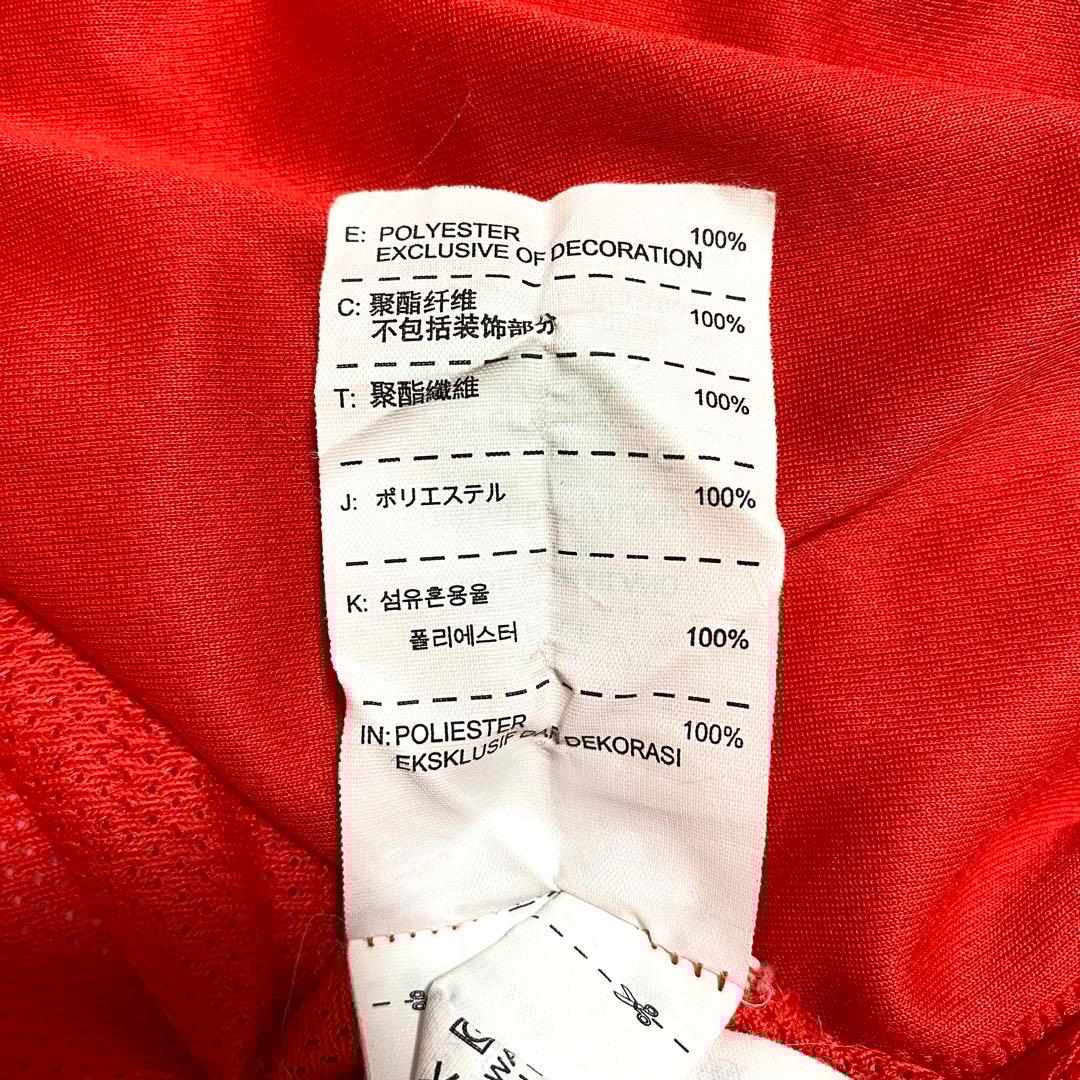 E: POLYESTER 100%
EXCLUSIVE OF DECORATION
C: 聚酯纤维 100%
不包括装饰部分
T: 聚酯纖維 100%
J: ポリエステル 100%
K: 섬유혼용율
폴리에스터 100%
IN: POLIESTER 100%
EKSKLUSIF DARI DEKORASI